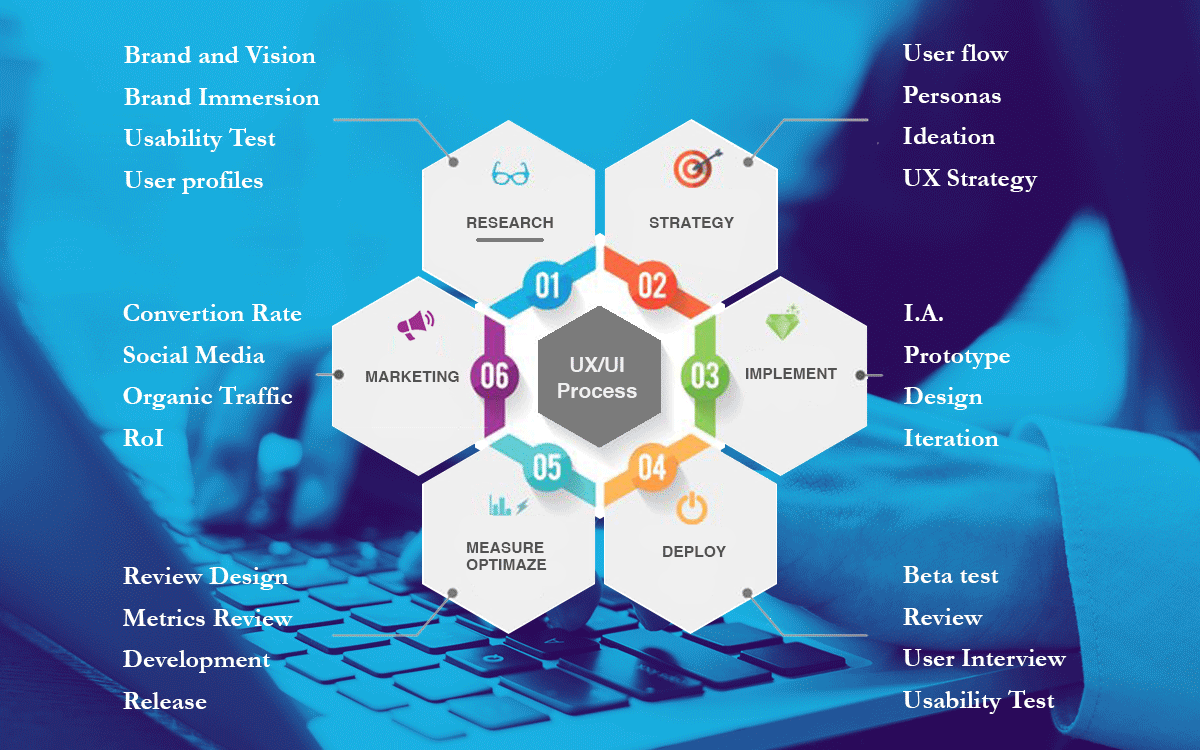 Brand and Vision
Brand Immersion
Usability Test
User profiles
User flow
Personas
Ideation
UX Strategy
RESEARCH
01
STRATEGY
02
UX/UI
Process
IMPLEMENT
03
I.A.
Prototype
Design
Iteration
DEPLOY
04
Beta test
Review
User Interview
Usability Test
MEASURE
OPTIMAZE
05
Review Design
Metrics Review
Development
Release
MARKETING
06
Convertion Rate
Social Media
Organic Traffic
RoI